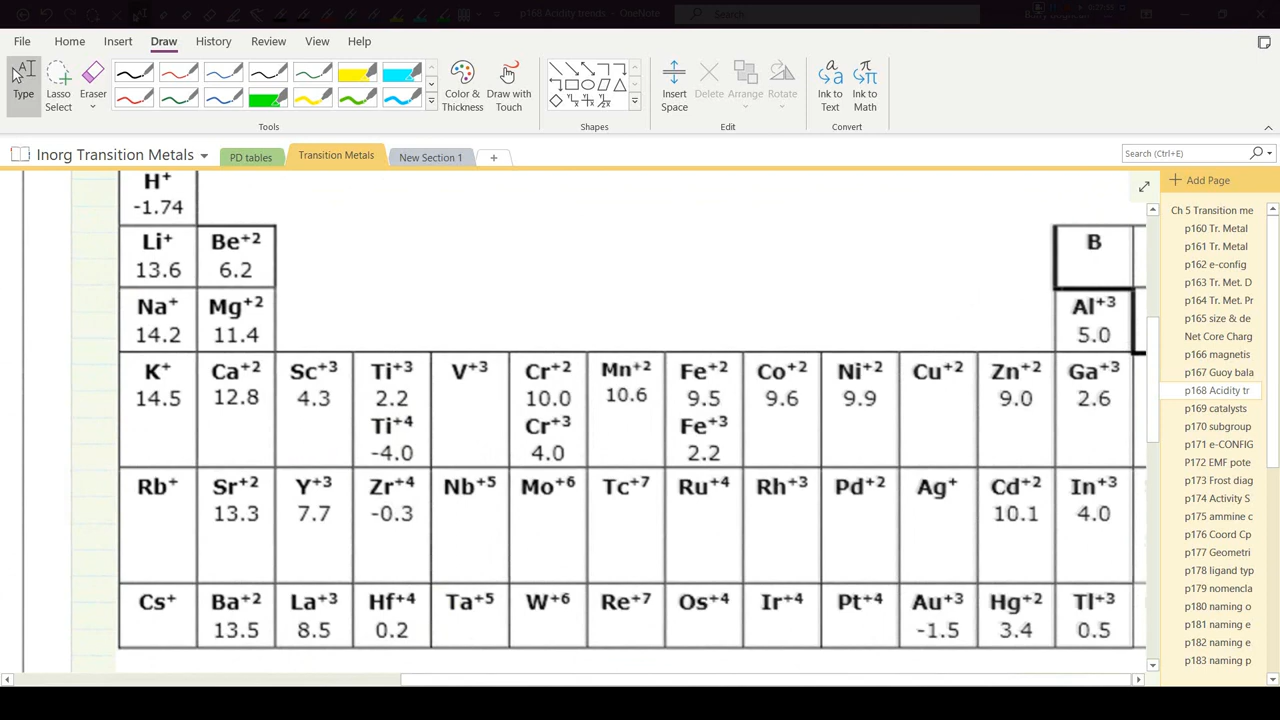 p168 Acidity trends - OneNote
Search
File Home Insert Draw History Review View Help
Type
Lasso Select
Eraser
Color & Thickness
Draw with Touch
Insert Space
Delete
Arrange
Rotate
Ink to Text
Ink to Math
Tools Shapes Edit Convert
Inorg Transition Metals PD tables Transition Metals New Section 1 + Search (Ctrl+E)
+ Add Page
Ch 5 Transition me
p160 Tr. Metal
p161 Tr. Metal
p162 e-config
p163 Tr. Met. D
p164 Tr. Met. Pr
p165 size & de
Net Core Charg
p166 magnetis
p167 Guoy bala
p168 Acidity tr
p169 catalysts
p170 subgroup
p171 e-CONFIG
P172 EMF pote
p173 Frost diag
p174 Activity S
p175 ammine c
p176 Coord Cp
p177 Geometri
p178 ligand typ
p179 nomencla
p180 naming o
p181 naming e
p182 naming e
p183 naming p
H⁺
-1.74
Li⁺ Be⁺² B
13.6 6.2
Na⁺ Mg⁺² Al⁺³
14.2 11.4 5.0
K⁺ Ca⁺² Sc⁺³ Ti⁺³ V⁺³ Cr⁺² Mn⁺² Fe⁺² Co⁺² Ni⁺² Cu⁺² Zn⁺² Ga⁺³
14.5 12.8 4.3 2.2 10.0 10.6 9.5 9.6 9.9 9.0 2.6
Ti⁺⁴ Cr⁺³ Fe⁺³
-4.0 4.0 2.2
Rb⁺ Sr⁺² Y⁺³ Zr⁺⁴ Nb⁺⁵ Mo⁺⁶ Tc⁺⁷ Ru⁺⁴ Rh⁺³ Pd⁺² Ag⁺ Cd⁺² In⁺³
13.3 7.7 -0.3 10.1 4.0
Cs⁺ Ba⁺² La⁺³ Hf⁺⁴ Ta⁺⁵ W⁺⁶ Re⁺⁷ Os⁺⁴ Ir⁺⁴ Pt⁺⁴ Au⁺³ Hg⁺² Tl⁺³
13.5 8.5 0.2 -1.5 3.4 0.5